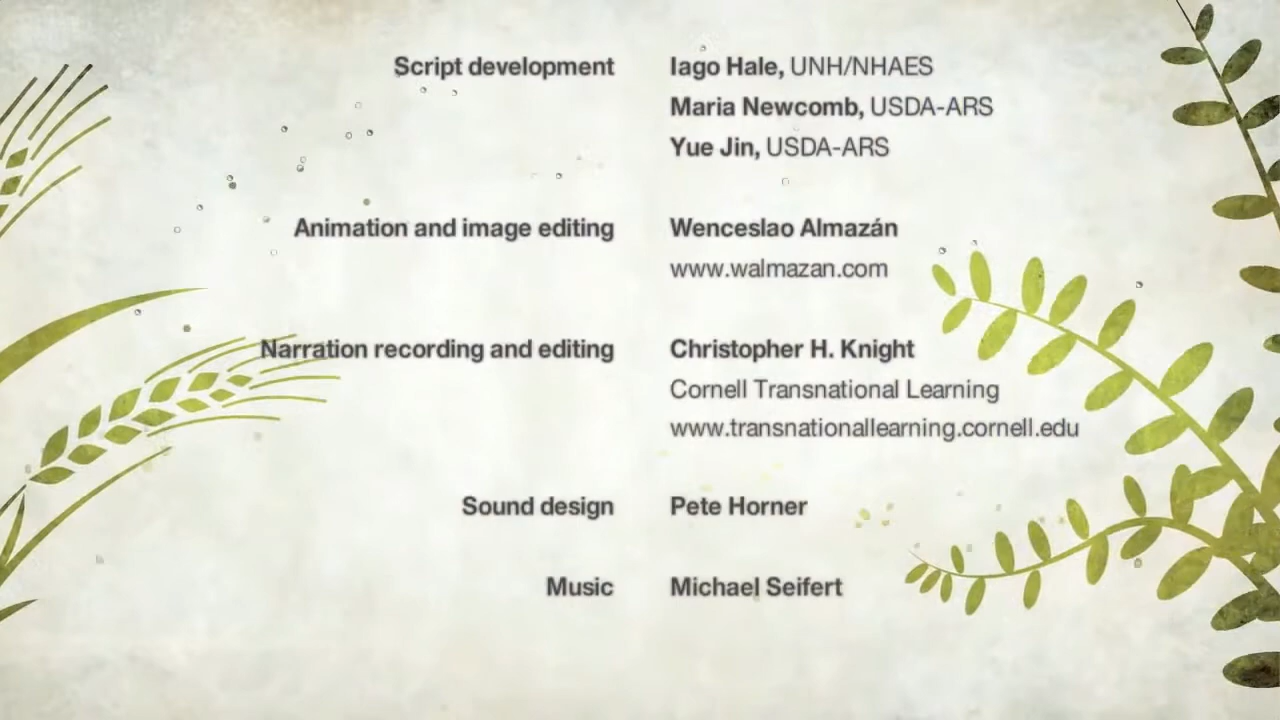 Script development Iago Hale, UNH/NHAES
Maria Newcomb, USDA-ARS
Yue Jin, USDA-ARS
Animation and image editing Wenceslao Almazán
www.walmazan.com
Narration recording and editing Christopher H. Knight
Cornell Transnational Learning
www.transnationallearning.cornell.edu
Sound design Pete Horner
Music Michael Seifert